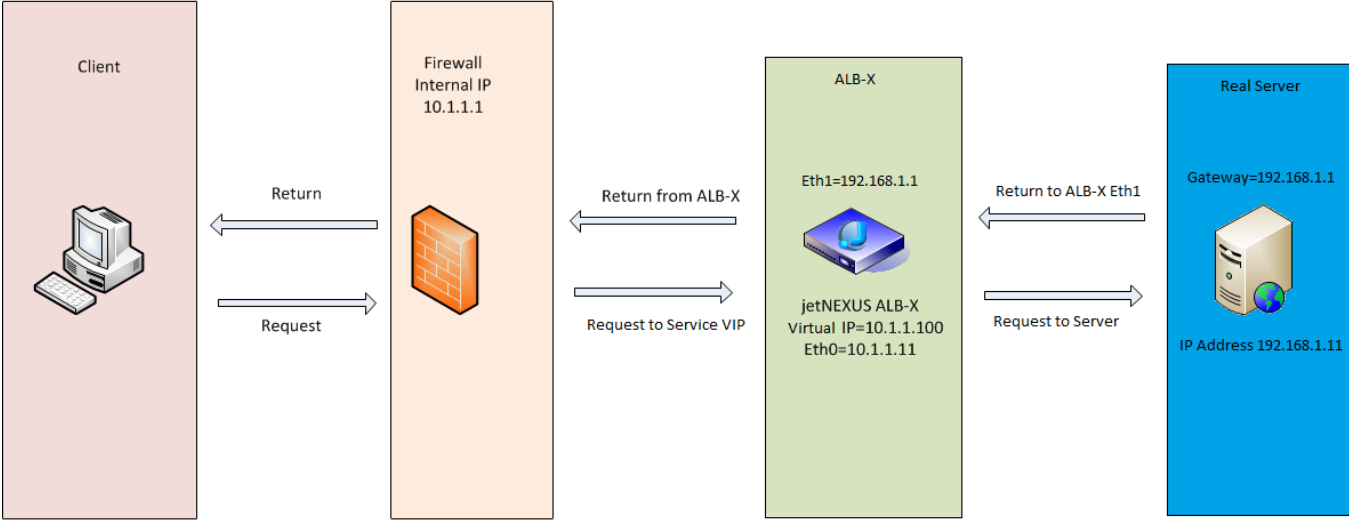 Client
Firewall
Internal IP
10.1.1.1
ALB-X
Real Server
Return
Request
Return from ALB-X
Request to Service VIP
Eth1=192.168.1.1
jetNEXUS ALB-X
Virtual IP=10.1.1.100
Eth0=10.1.1.11
Return to ALB-X Eth1
Request to Server
Gateway=192.168.1.1
IP Address 192.168.1.11